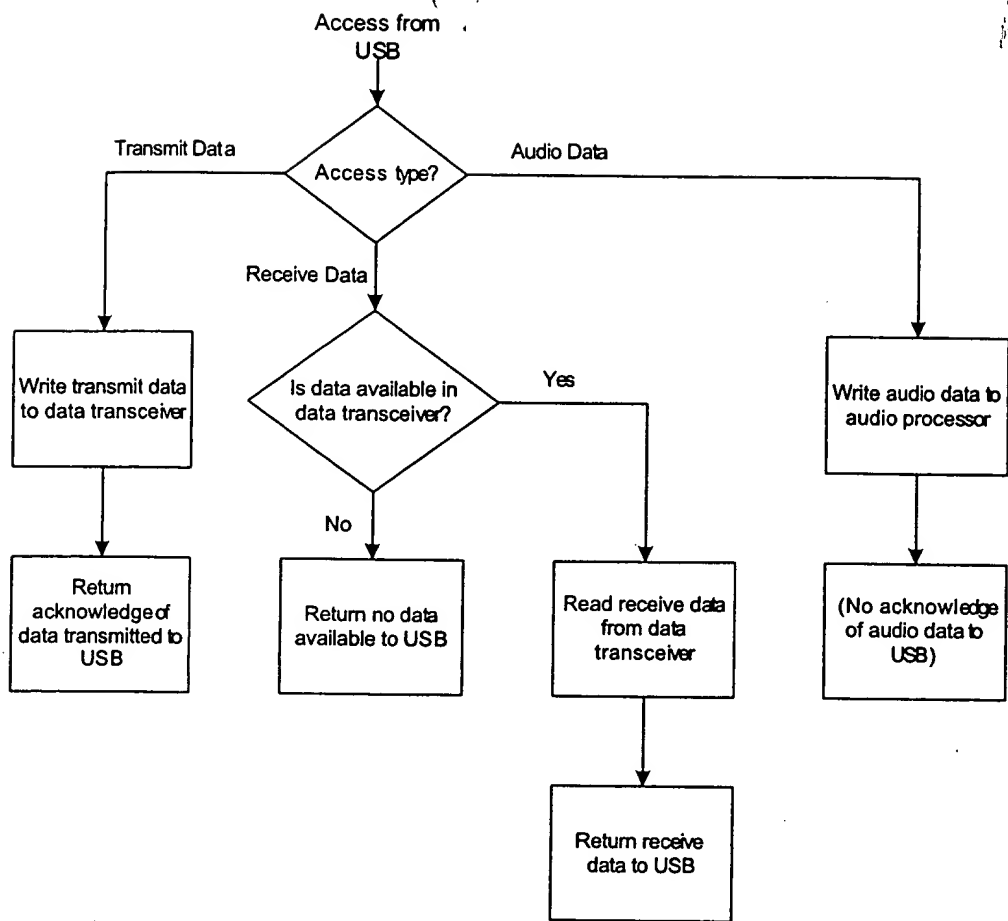 Access from
USB
Transmit Data
Access type?
Audio Data
Receive Data
Write transmit data
to data transceiver
Is data available in
data transceiver?
Yes
Write audio data to
audio processor
No
Return
acknowledge of
data transmitted to
USB
Return no data
available to USB
Read receive data
from data
transceiver
(No acknowledge
of audio data to
USB)
Return receive
data to USB